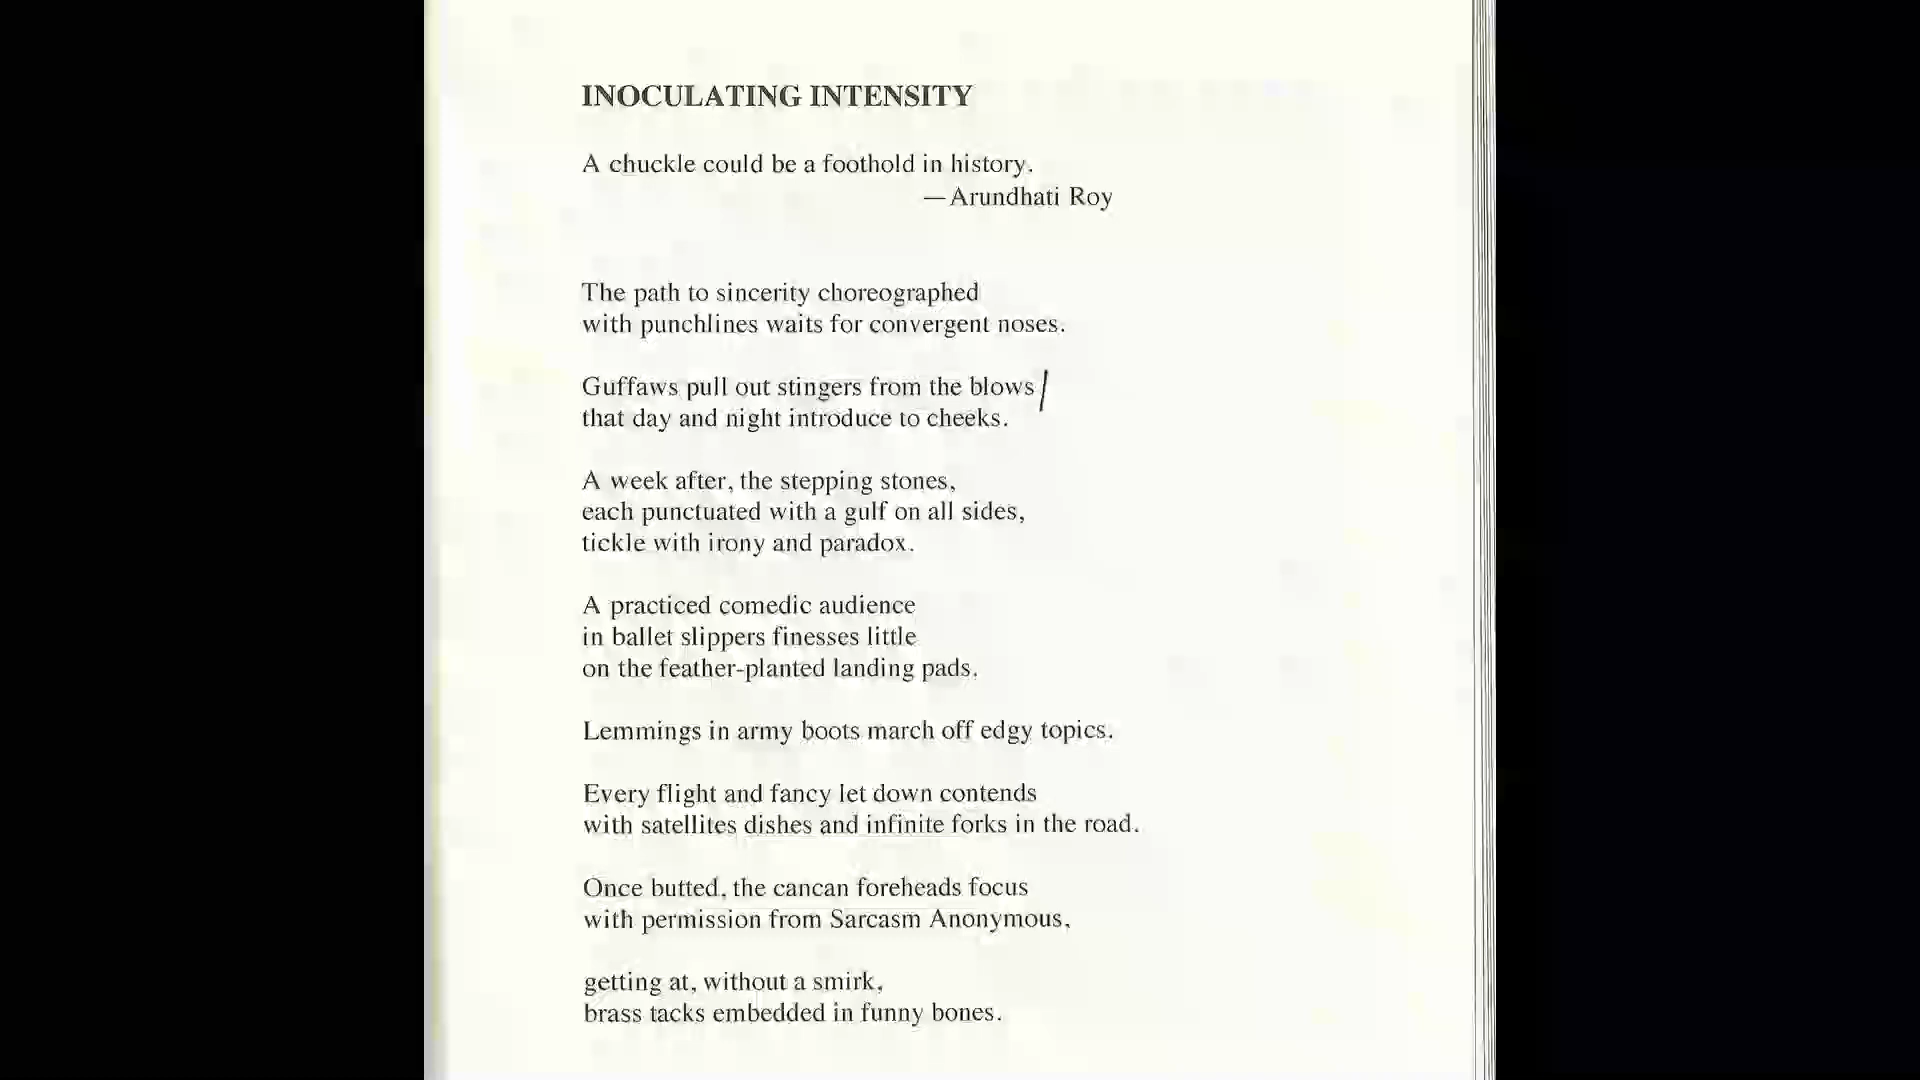 INOCULATING INTENSITY
A chuckle could be a foothold in history.
—Arundhati Roy
The path to sincerity choreographed
with punchlines waits for convergent noses.
Guffaws pull out stingers from the blows
that day and night introduce to cheeks.
A week after, the stepping stones,
each punctuated with a gulf on all sides,
tickle with irony and paradox.
A practiced comedic audience
in ballet slippers finesses little
on the feather-planted landing pads.
Lemmings in army boots march off edgy topics.
Every flight and fancy let down contends
with satellites dishes and infinite forks in the road.
Once butted, the cancan foreheads focus
with permission from Sarcasm Anonymous,
getting at, without a smirk,
brass tacks embedded in funny bones.